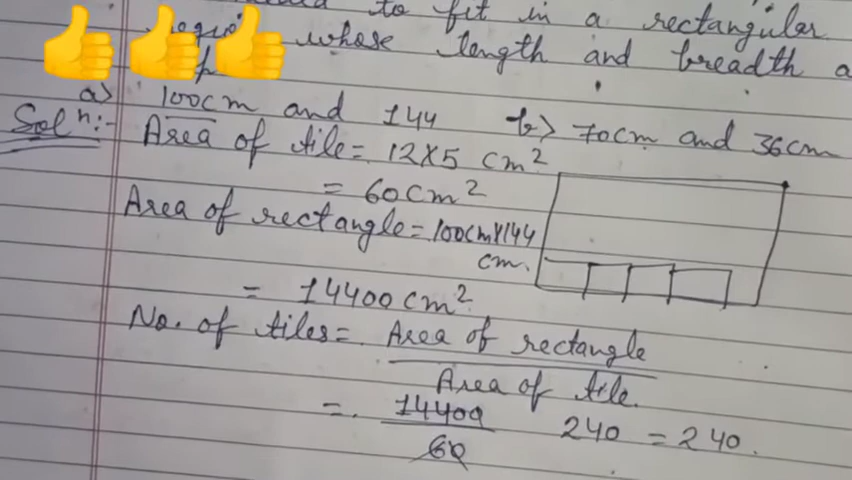 to fit in a rectangular
whose length and breadth a
a> 100cm and 144 b> 70cm and 36cm
Solⁿ:- Area of tile = 12x5 cm²
= 60cm²
Area of rectangle = 100cmx144
cm.
= 14400cm²
No. of tiles = Area of rectangle
Area of tile.
= 14400 240 = 240.
60